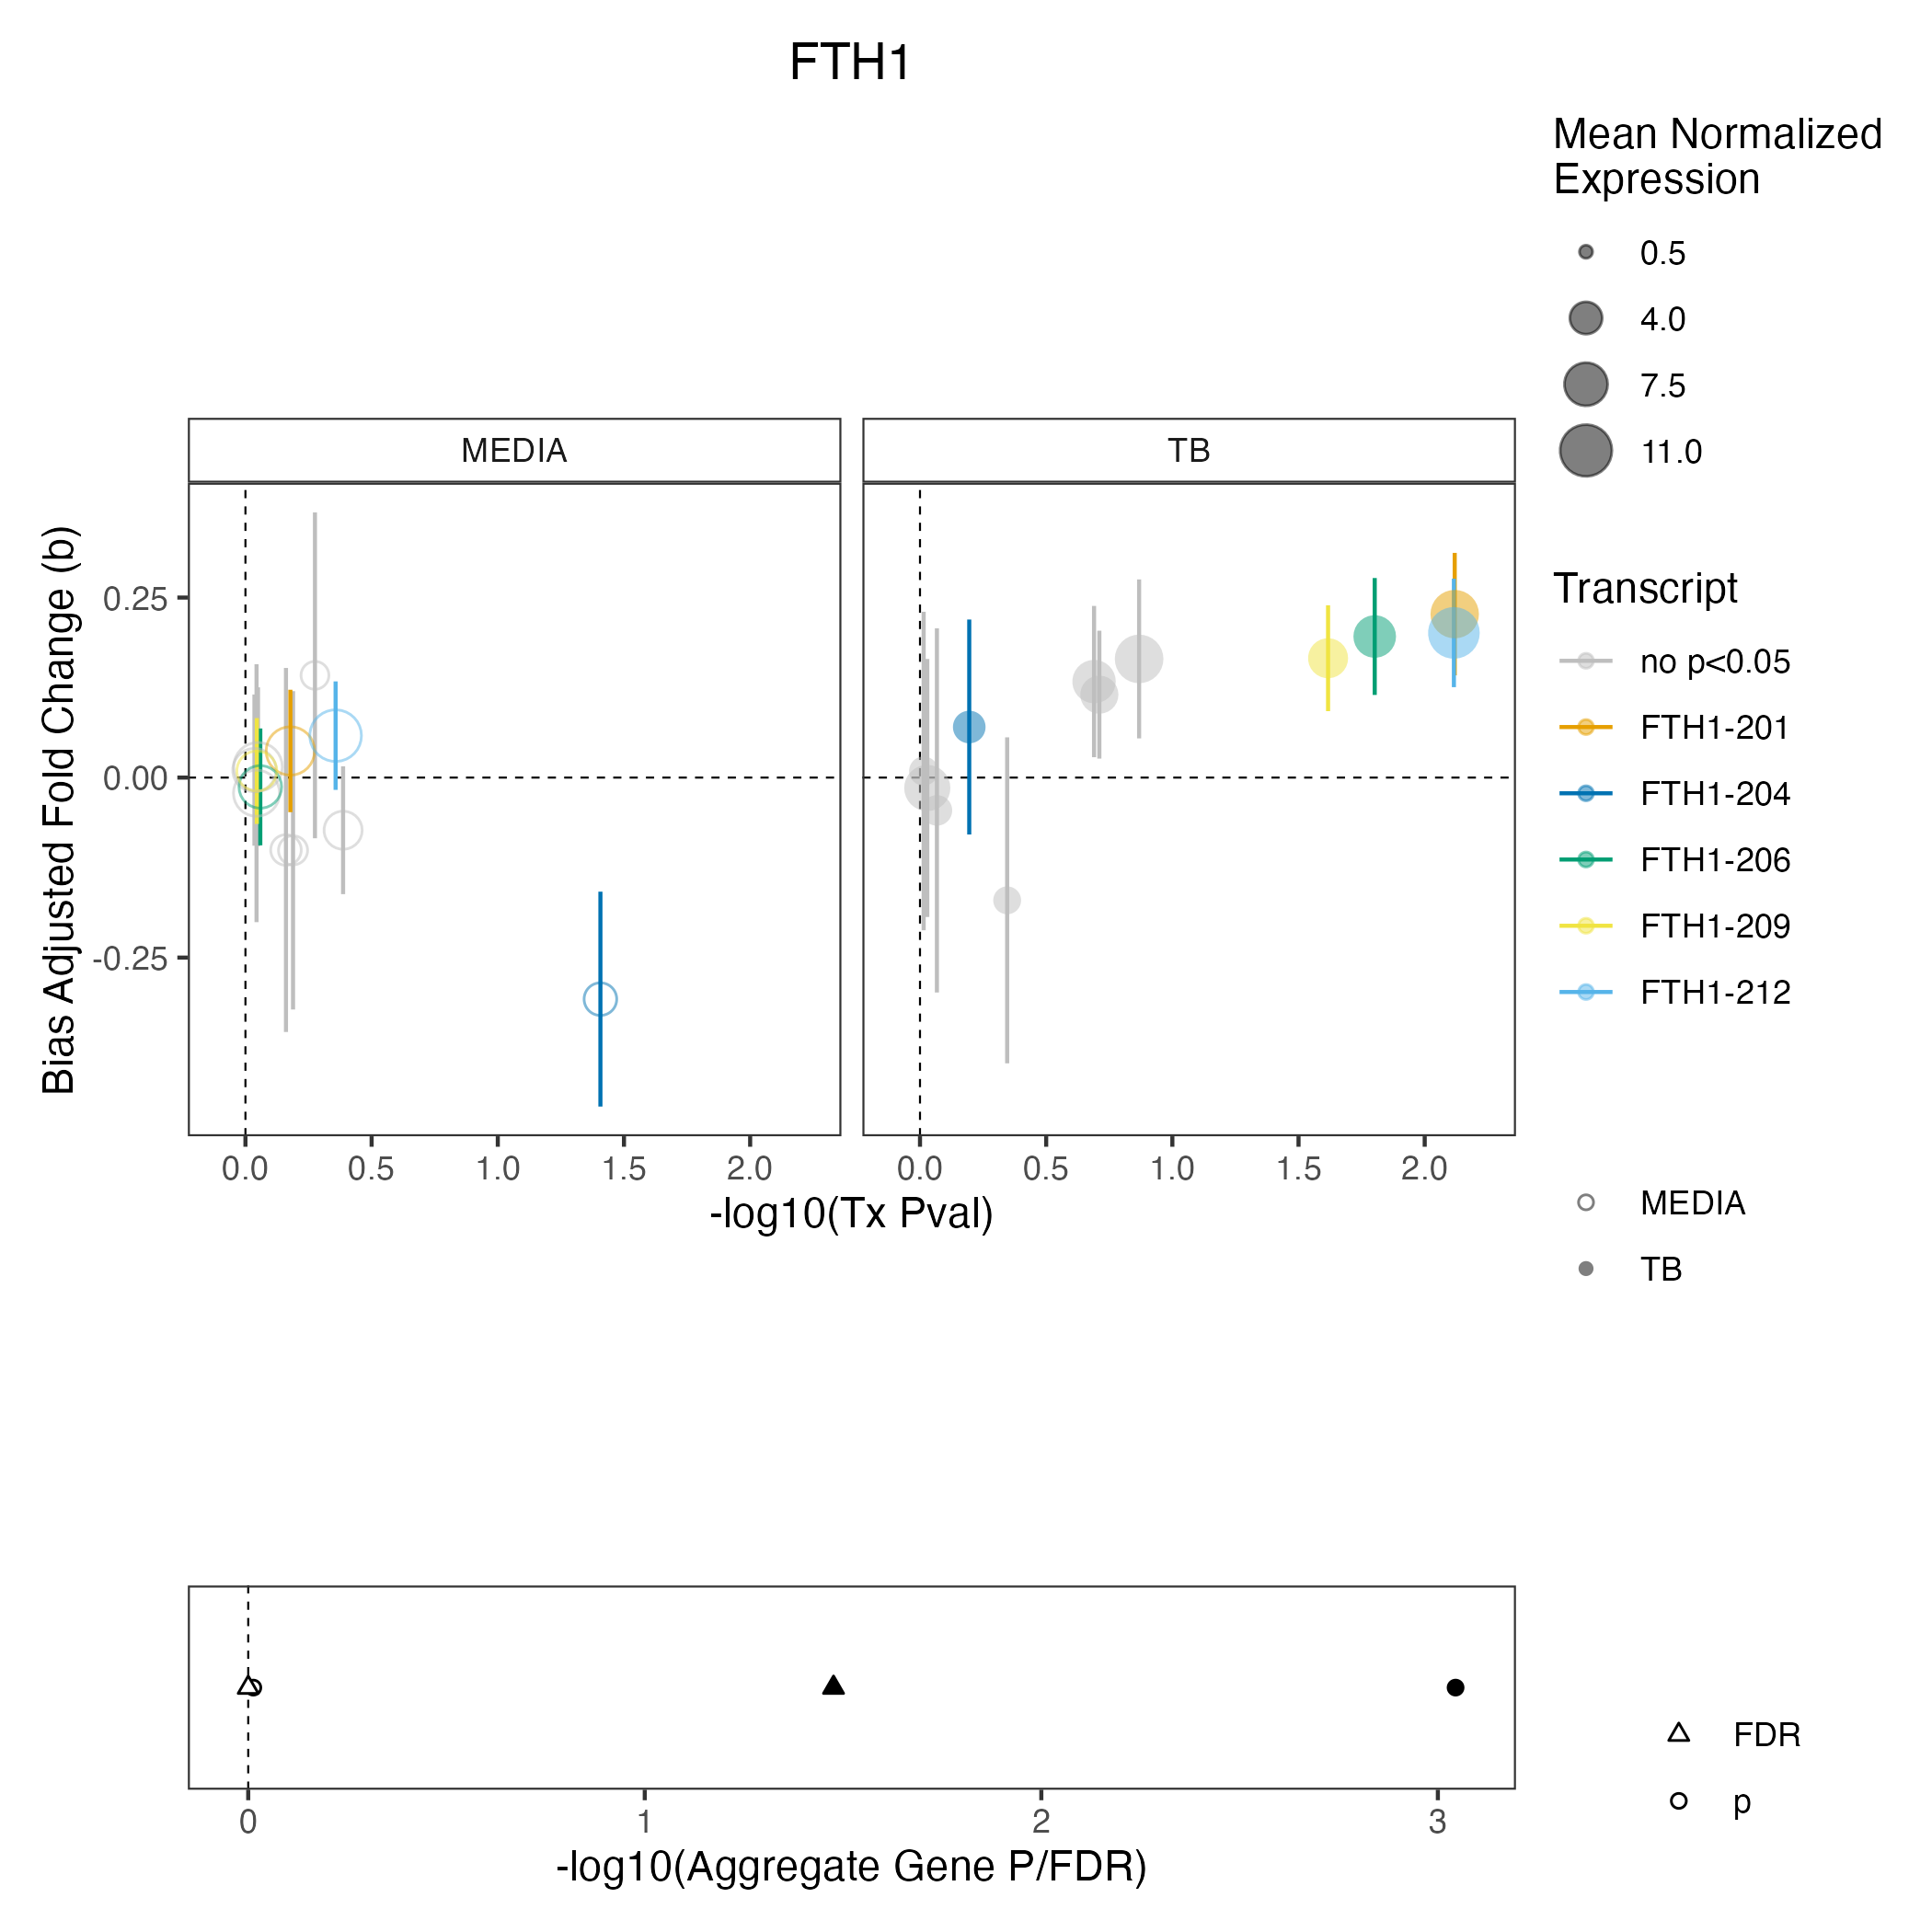 FTH1
Mean Normalized
Expression
0.5
4.0
7.5
11.0
MEDIA
TB
Bias Adjusted Fold Change (b)
0.25
0.00
-0.25
0.0 0.5 1.0 1.5 2.0
0.0 0.5 1.0 1.5 2.0
-log10(Tx Pval)
Transcript
no p<0.05
FTH1-201
FTH1-204
FTH1-206
FTH1-209
FTH1-212
MEDIA
TB
0 1 2 3
-log10(Aggregate Gene P/FDR)
FDR
p